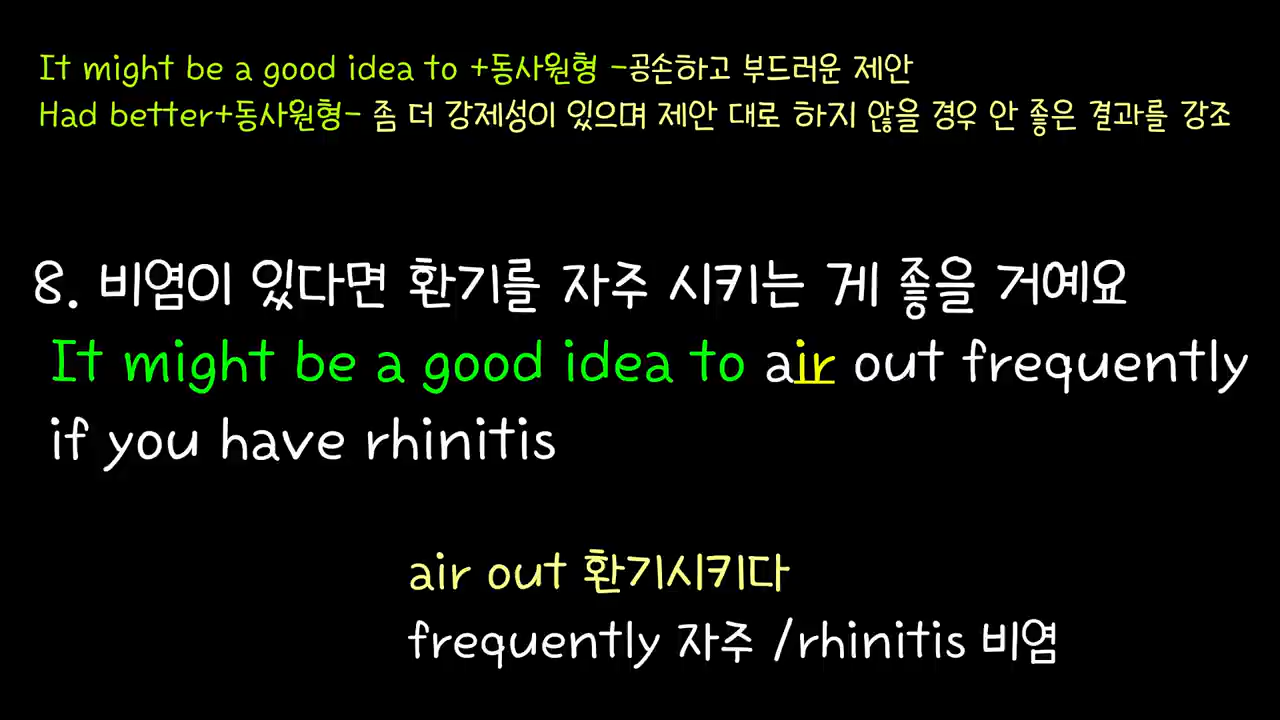 It might be a good idea to +동사원형 -공손하고 부드러운 제안
Had better+동사원형- 좀 더 강제성이 있으며 제안 대로 하지 않을 경우 안 좋은 결과를 강조
8. 비염이 있다면 환기를 자주 시키는 게 좋을 거예요
It might be a good idea to air out frequently
if you have rhinitis
air out 환기시키다
frequently 자주 /rhinitis 비염